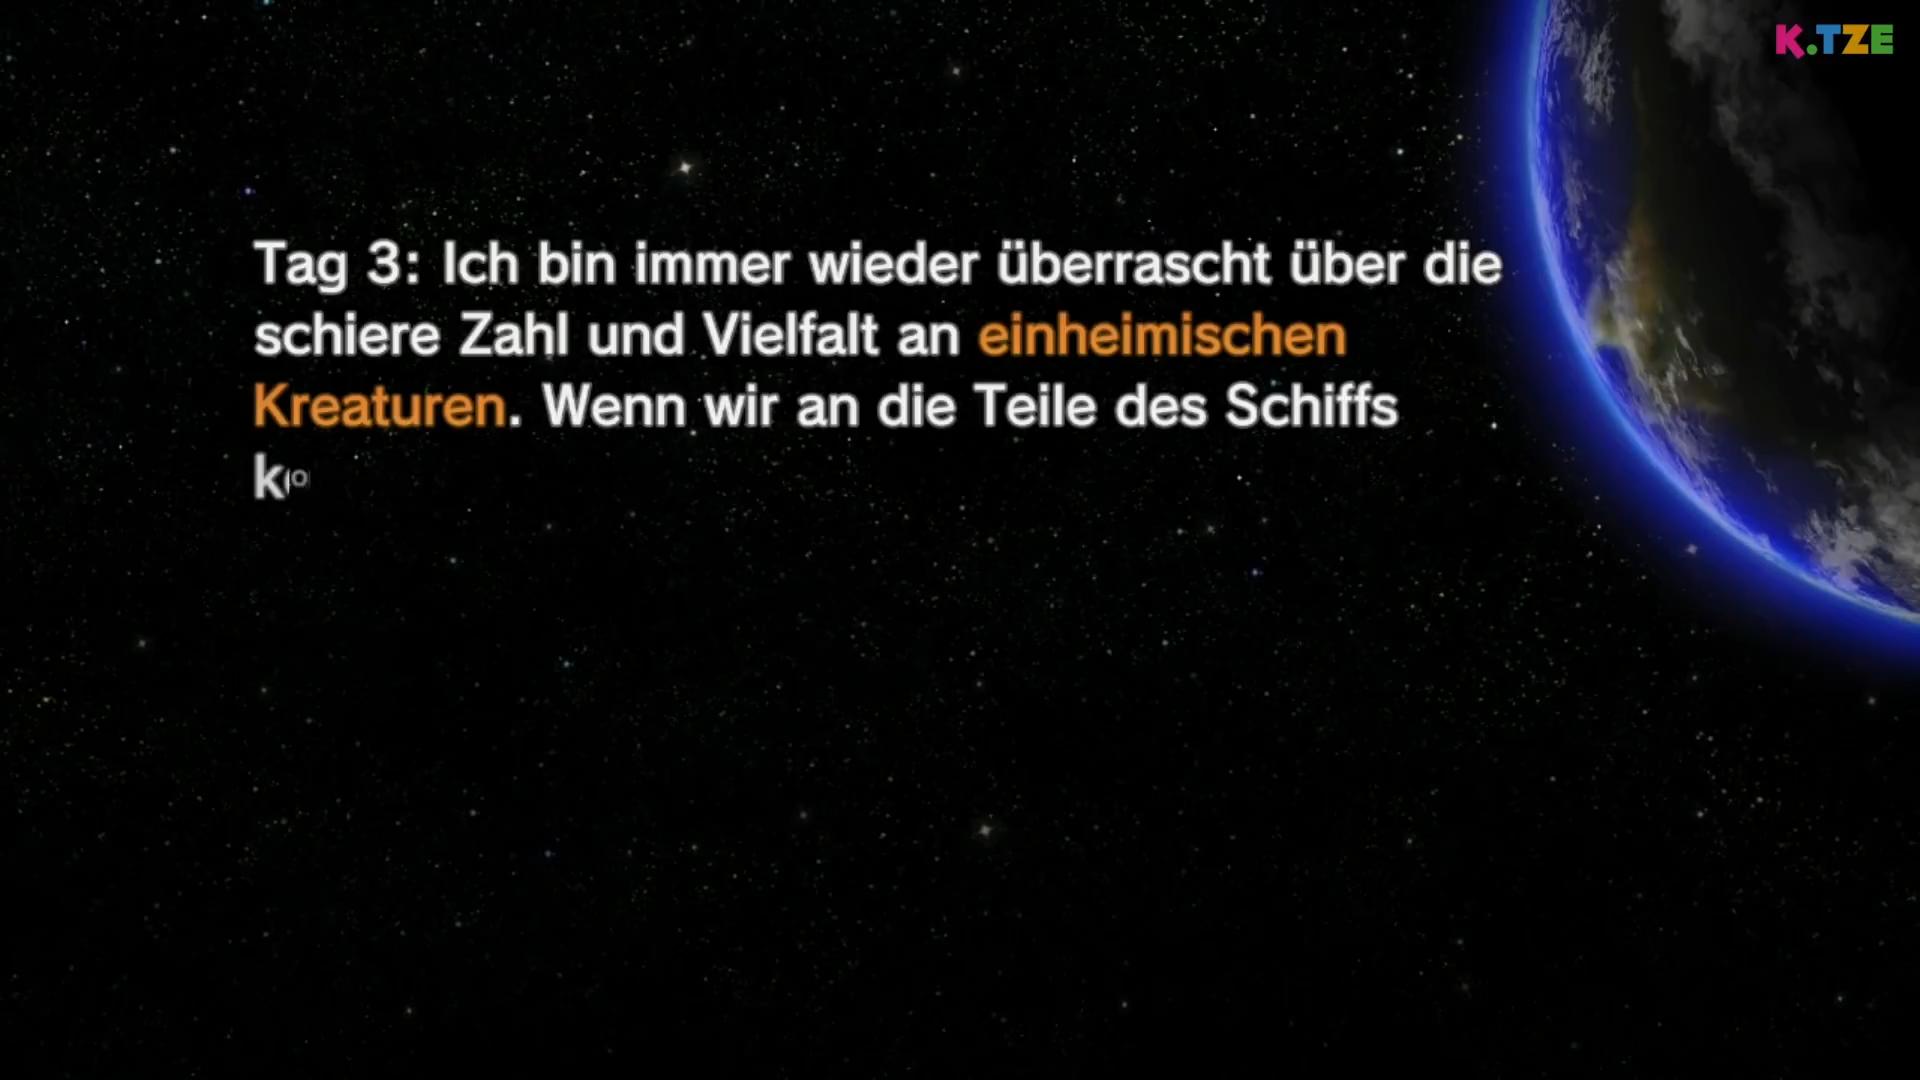 K.TZE
Tag 3: Ich bin immer wieder überrascht über die
schiere Zahl und Vielfalt an einheimischen
Kreaturen. Wenn wir an die Teile des Schiffs
ko